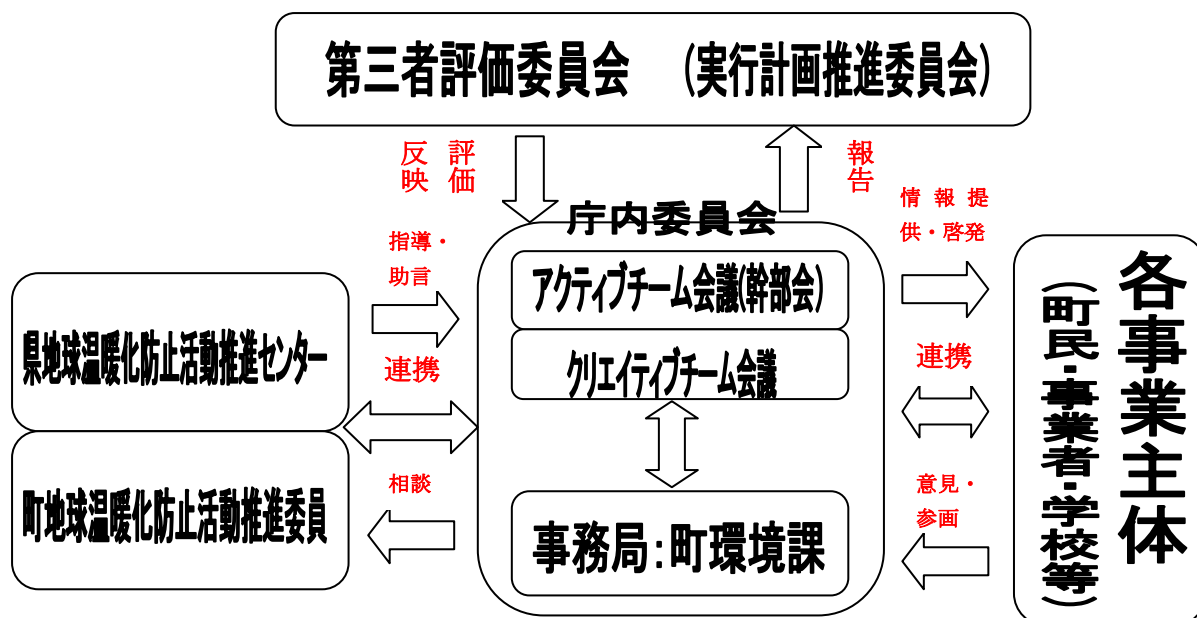 第三者評価委員会　(実行計画推進委員会)
反映
評価
報告
庁内委員会
アクティブチーム会議(幹部会)
クリエイティブチーム会議
事務局：町環境課
指導・
助言
連携
相談
県地球温暖化防止活動推進センター
町地球温暖化防止活動推進委員
情報提
供・啓発
連携
意見・
参画
各事業主体
(町民・事業者・学校等)